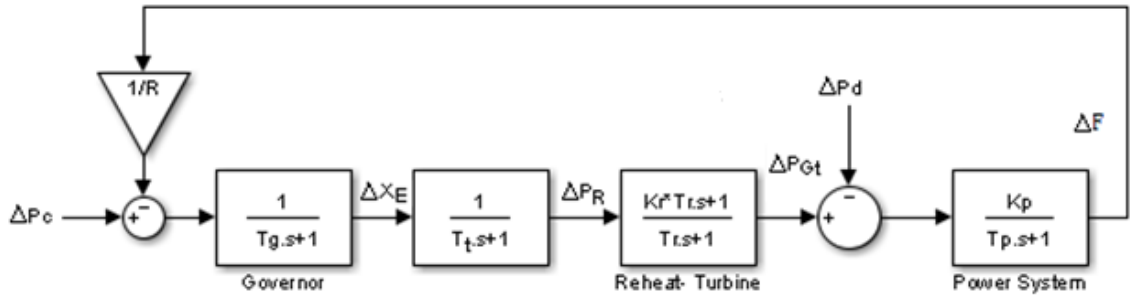 1/R
ΔPd
ΔF
ΔPc
+
−
1
Tg.s+1
Governor
ΔXE
1
Tt.s+1
ΔPR
Kr*Tr.s+1
Tr.s+1
Reheat- Turbine
ΔPGt
+
−
Kp
Tp.s+1
Power System